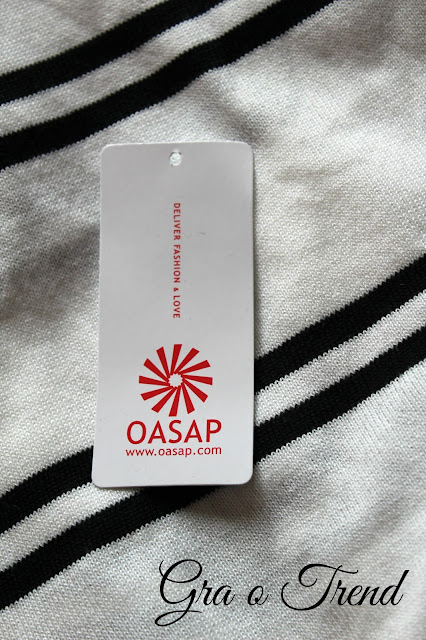 DELIVER FASHION & LOVE
OASAP
www.oasap.com
Gra o Trend